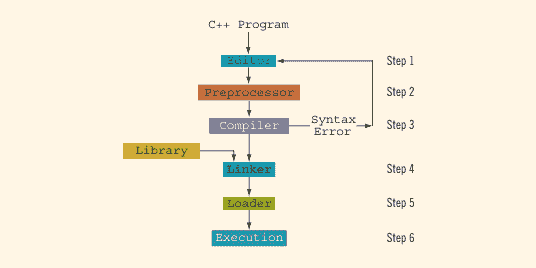 C++ Program
Editor
Step 1
Preprocessor
Step 2
Compiler
Syntax
Error
Step 3
Library
Linker
Step 4
Loader
Step 5
Execution
Step 6